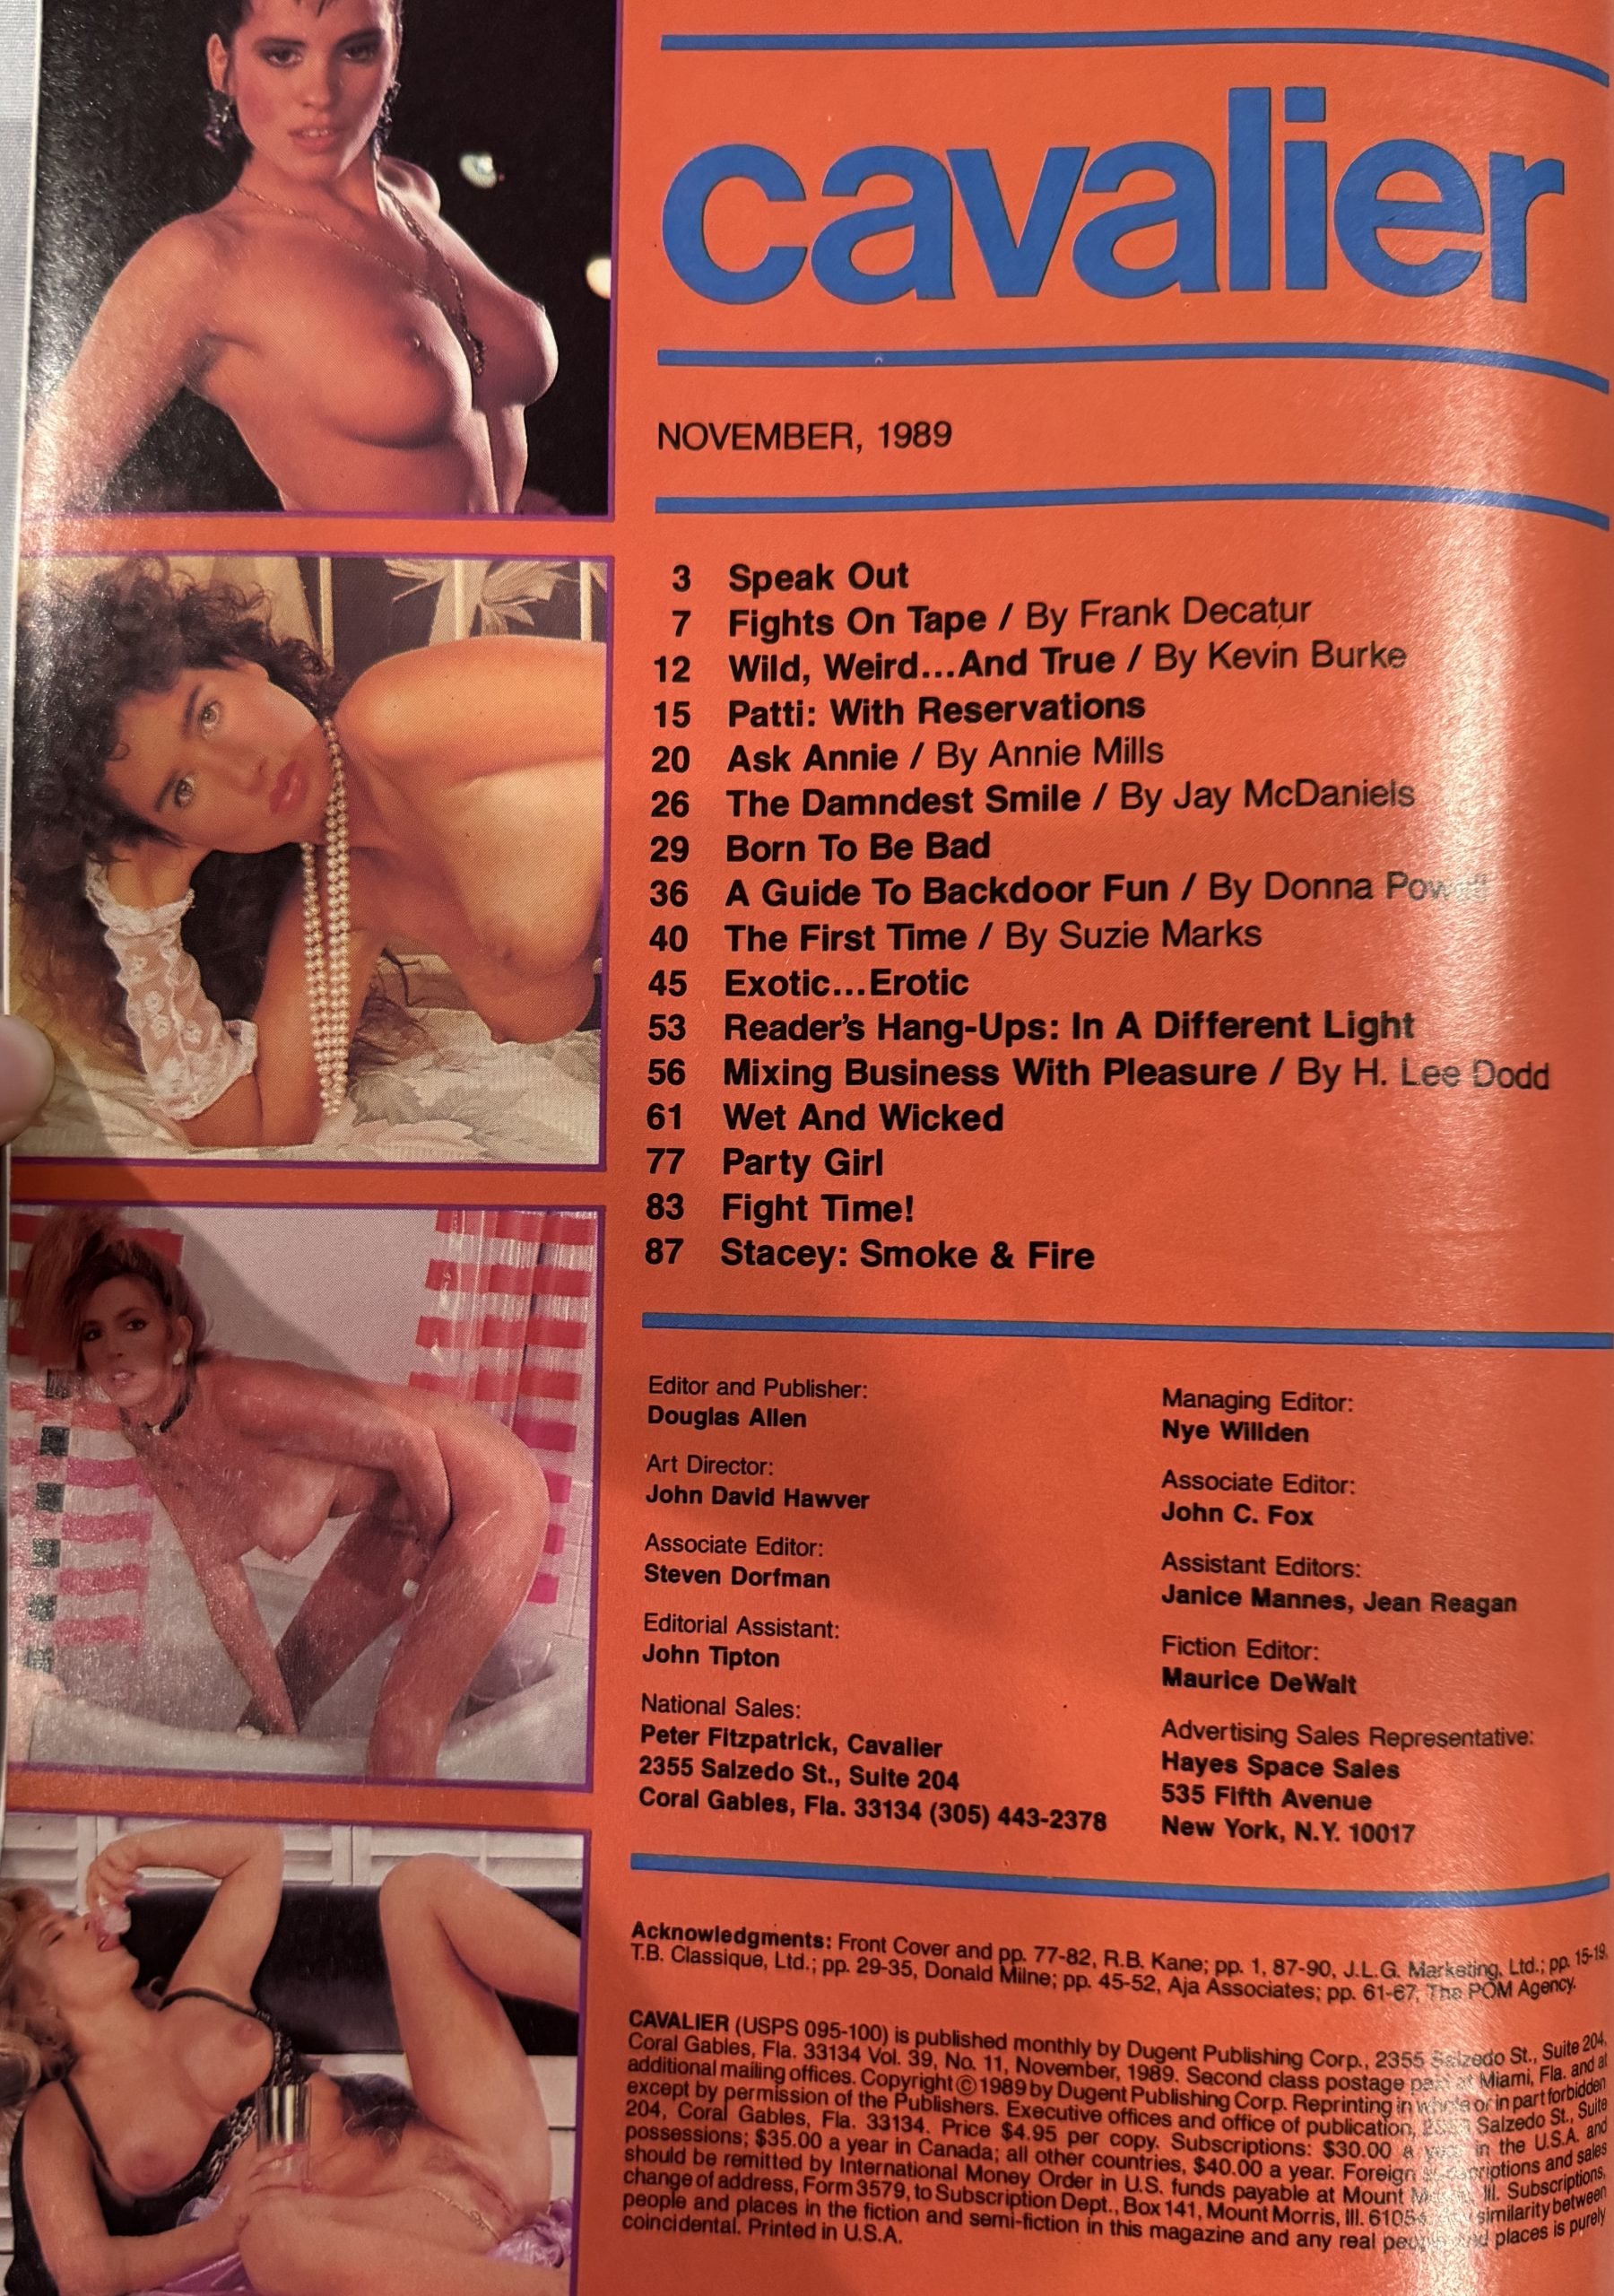 cavalier
NOVEMBER, 1989
3 Speak Out
7 Fights On Tape / By Frank Decatur
12 Wild, Weird...And True / By Kevin Burke
15 Patti: With Reservations
20 Ask Annie / By Annie Mills
26 The Damndest Smile / By Jay McDaniels
29 Born To Be Bad
36 A Guide To Backdoor Fun / By Donna
40 The First Time / By Suzie Marks
45 Exotic...Erotic
53 Reader's Hang-Ups: In A Different Light
56 Mixing Business With Pleasure / By H. Lee Dodd
61 Wet And Wicked
77 Party Girl
83 Fight Time!
87 Stacey: Smoke & Fire
Editor and Publisher:
Douglas Allen
Art Director:
John David Hawver
Associate Editor:
Steven Dorfman
Editorial Assistant:
John Tipton
National Sales:
Peter Fitzpatrick, Cavalier
2355 Salzedo St., Suite 204
Coral Gables, Fla. 33134 (305) 443-2378
Managing Editor:
Nye Willden
Associate Editor:
John C. Fox
Assistant Editors:
Janice Mannes, Jean Reagan
Fiction Editor:
Maurice DeWalt
Advertising Sales Representative:
Hayes Space Sales
535 Fifth Avenue
New York, N.Y. 10017
Acknowledgments: Front Cover and pp. 77-82, R.B. Kane; pp. 1, 87-90, J.L.G. Marketing, Ltd.; pp. 15-19,
T.B. Classique, Ltd.; pp. 29-35, Donald Milne; pp. 45-52, Aja Associates; pp. 61-67, The POM Agency.
CAVALIER (USPS 095-100) is published monthly by Dugent Publishing Corp., 2355 Salzedo St., Suite 204,
Coral Gables, Fla. 33134 Vol. 39, No. 11, November, 1989. Second class postage paid at Miami, Fla. and at
additional mailing offices. Copyright © 1989 by Dugent Publishing Corp. Reprinting in whole or in part forbidden
except by permission of the Publishers. Executive offices and office of publication, Salzedo St., Suite
204, Coral Gables, Fla. 33134. Price $4.95 per copy. Subscriptions: $30.00 a year in the U.S.A. and
possessions; $35.00 a year in Canada; all other countries, $40.00 a year. Foreign subscriptions and sales
should be remitted by International Money Order in U.S. funds payable at Mount Ill. Subscriptions,
change of address, Form 3579, to Subscription Dept., Box 141, Mount Morris, Ill. similarity between
people and places in the fiction and semi-fiction in this magazine and any real people and places is purely
coincidental. Printed in U.S.A.